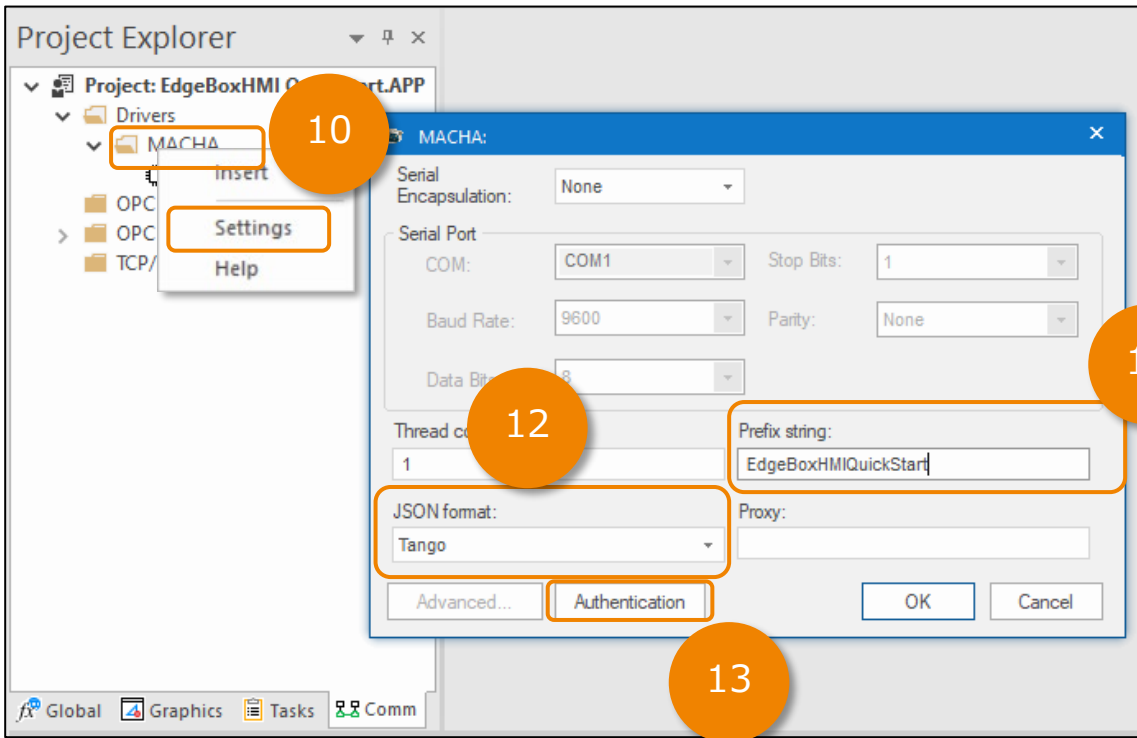 Project Explorer
Project: EdgeBoxHMI Q rt.APP
10
Drivers
MACHA
MACHA:
Insert
Serial
Encapsulation:
None
OPC
Settings
Serial Port
OPC
COM:
COM1
Stop Bits:
1
TCP/
Help
Baud Rate:
9600
Parity:
None
1
Data Bit
8
12
Thread co
Prefix string:
1
EdgeBoxHMIQuickStart
JSON format:
Proxy:
Tango
Advanced...
Authentication
OK
Cancel
13
Global
Graphics
Tasks
Comm